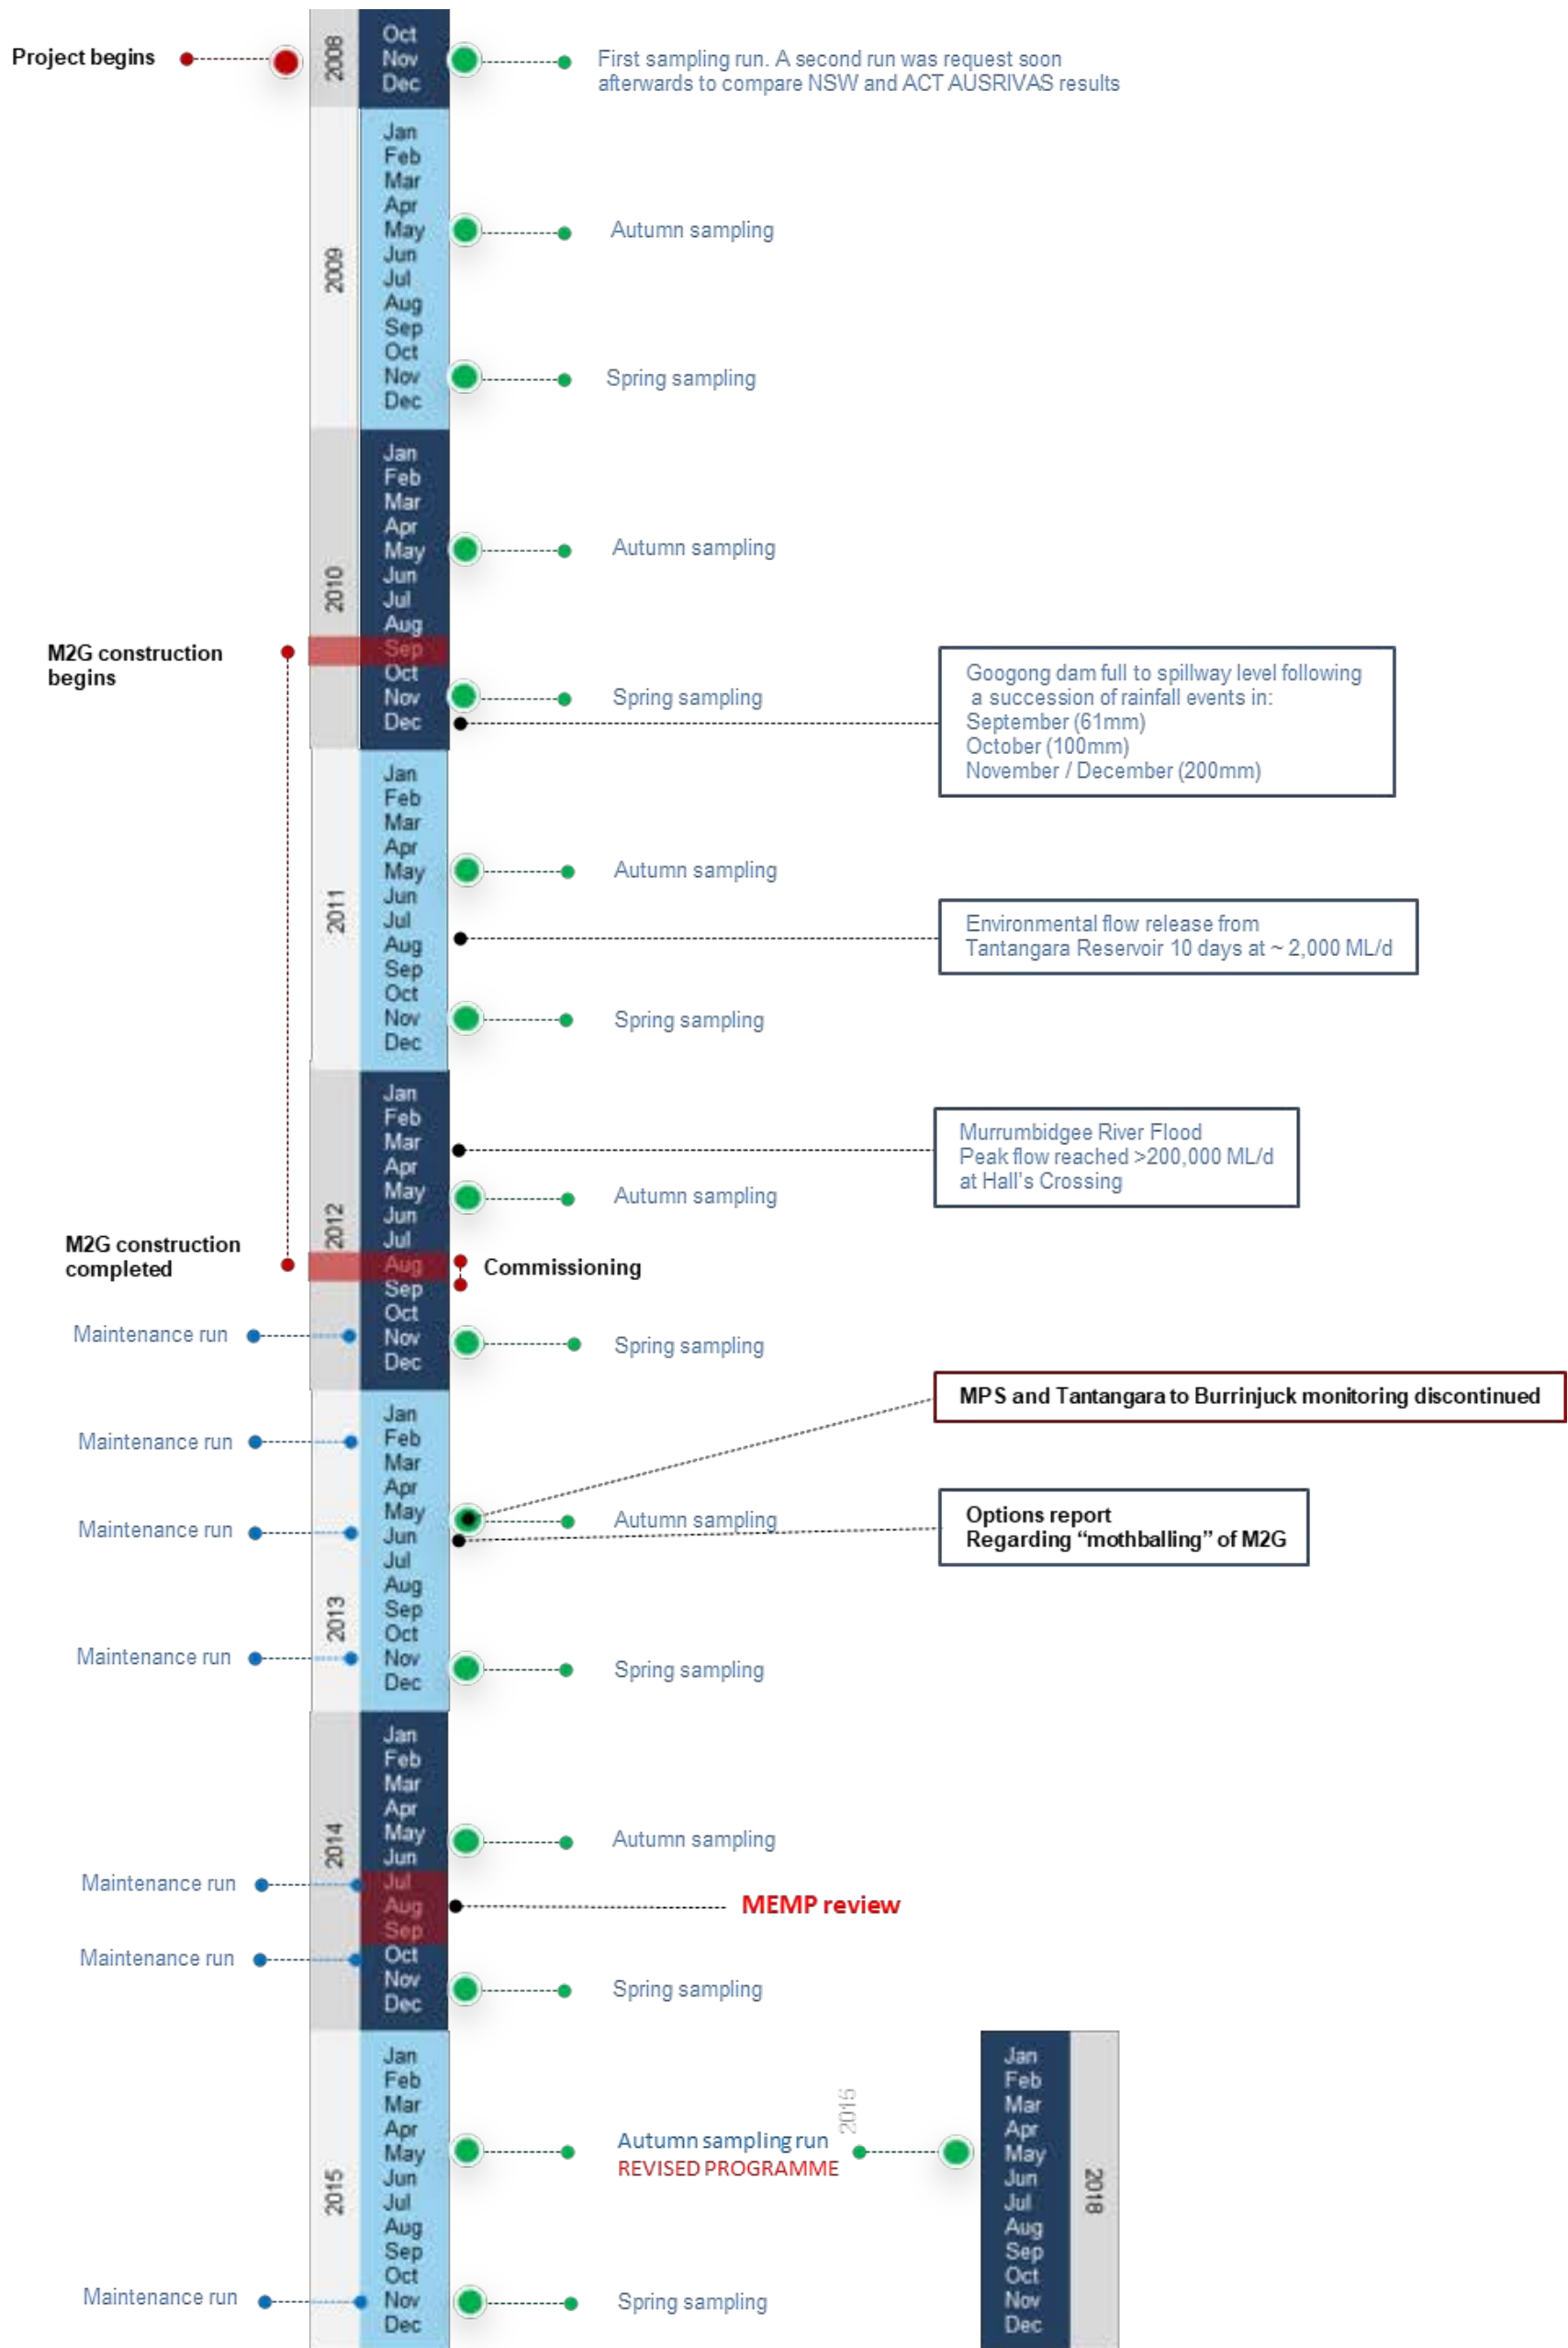 Project begins
2008
Oct
Nov
Dec
First sampling run. A second run was request soon
afterwards to compare NSW and ACT AUSRIVAS results
2009
Jan
Feb
Mar
Apr
May
Jun
Jul
Aug
Sep
Oct
Nov
Dec
Autumn sampling
Spring sampling
2010
Jan
Feb
Mar
Apr
May
Jun
Jul
Aug
Sep
Oct
Nov
Dec
Autumn sampling
M2G construction
begins
Spring sampling
Googong dam full to spillway level following
a succession of rainfall events in:
September (61mm)
October (100mm)
November / December (200mm)
2011
Jan
Feb
Mar
Apr
May
Jun
Jul
Aug
Sep
Oct
Nov
Dec
Autumn sampling
Environmental flow release from
Tantangara Reservoir 10 days at ~ 2,000 ML/d
Spring sampling
2012
Jan
Feb
Mar
Apr
May
Jun
Jul
Aug
Sep
Oct
Nov
Dec
Murrumbidgee River Flood
Peak flow reached >200,000 ML/d
at Hall's Crossing
Autumn sampling
M2G construction
completed
Commissioning
Maintenance run
Spring sampling
2013
Jan
Feb
Mar
Apr
May
Jun
Jul
Aug
Sep
Oct
Nov
Dec
MPS and Tantangara to Burrinjuck monitoring discontinued
Maintenance run
Maintenance run
Autumn sampling
Options report
Regarding “mothballing” of M2G
Maintenance run
Spring sampling
2014
Jan
Feb
Mar
Apr
May
Jun
Jul
Aug
Sep
Oct
Nov
Dec
Autumn sampling
Maintenance run
MEMP review
Maintenance run
Spring sampling
2015
Jan
Feb
Mar
Apr
May
Jun
Jul
Aug
Sep
Oct
Nov
Dec
Autumn sampling run
REVISED PROGRAMME
2015
Maintenance run
Spring sampling
Jan
Feb
Mar
Apr
May
Jun
Jul
Aug
Sep
Oct
Nov
Dec
2018